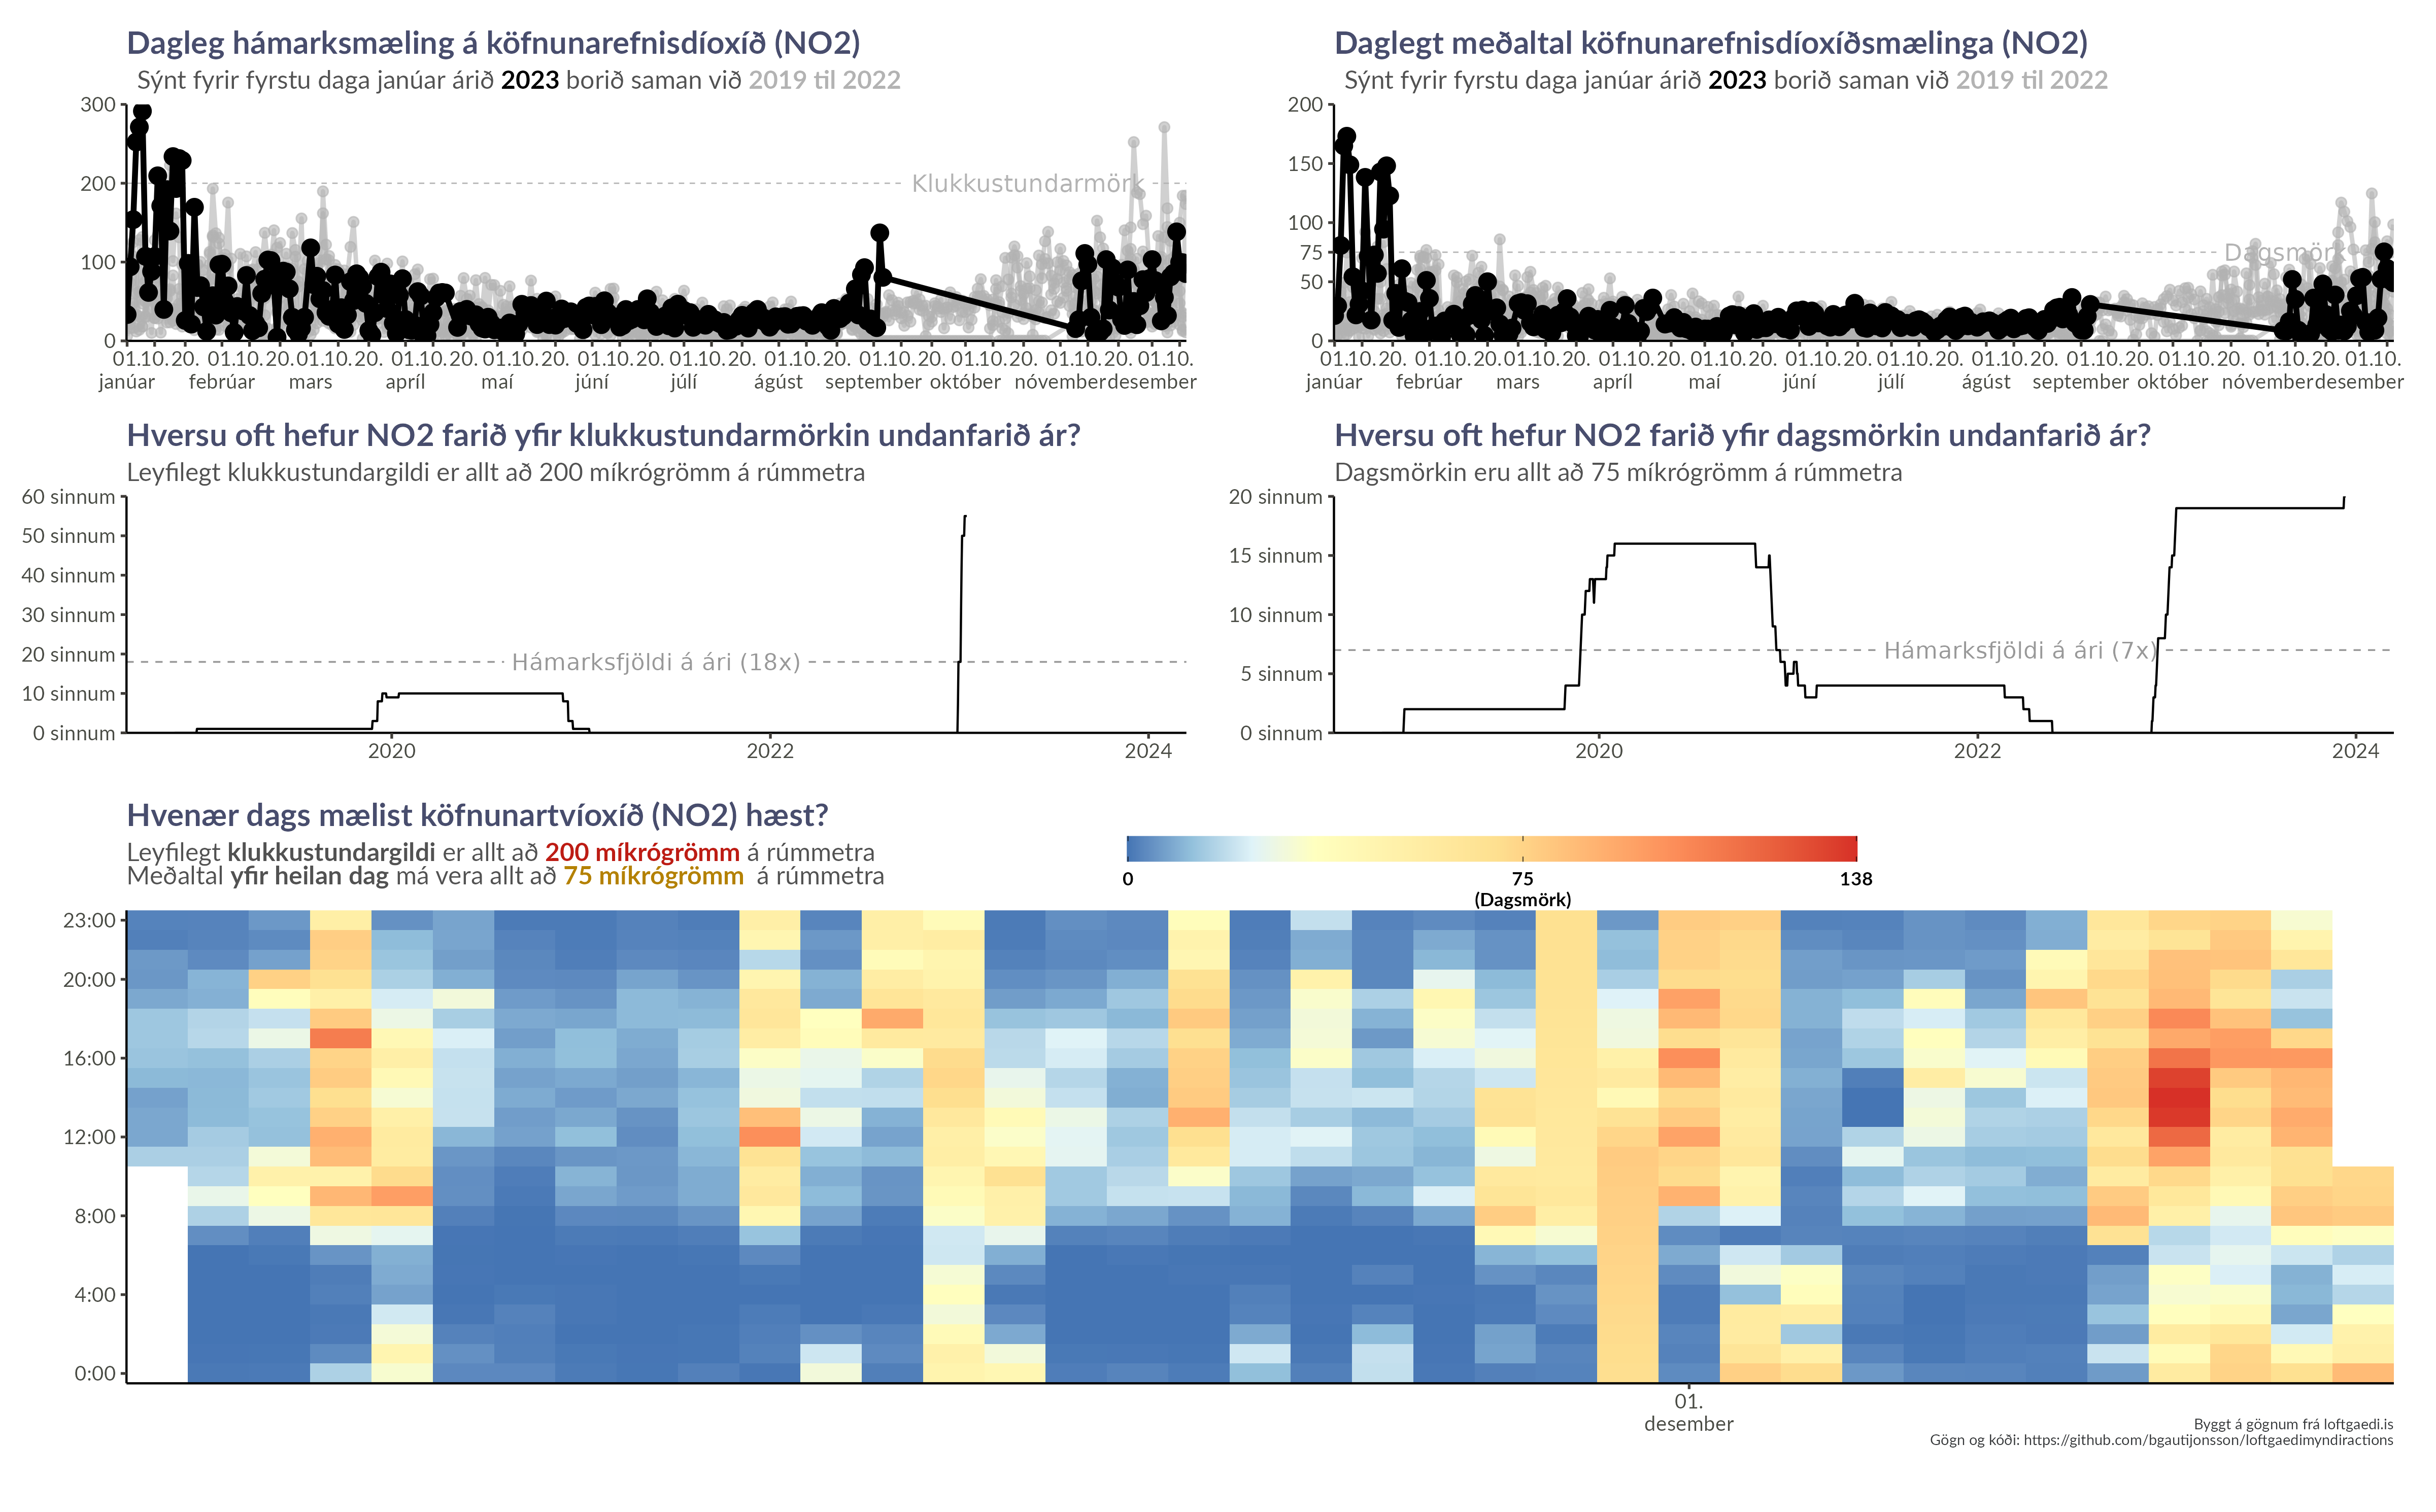 Dagleg hámarksmæling á köfnunarefnisdíoxíð (NO2)
Sýnt fyrir fyrstu daga janúar árið 2023 borið saman við 2019 til 2022
300
200
100
0
Klukkustundarmörk
01.10.20. 01.10.20. 01.10.20. 01.10.20. 01.10.20. 01.10.20. 01.10.20. 01.10.20. 01.10.20. 01.10.20. 01.10.20. 01.10.
janúar febrúar mars apríl maí júní júlí ágúst september október nóvember desember
Daglegt meðaltal köfnunarefnisdíoxíðsmælinga (NO2)
Sýnt fyrir fyrstu daga janúar árið 2023 borið saman við 2019 til 2022
200
150
100
75
50
0
Dagsmörk
01.10.20. 01.10.20. 01.10.20. 01.10.20. 01.10.20. 01.10.20. 01.10.20. 01.10.20. 01.10.20. 01.10.20. 01.10.20. 01.10.
janúar febrúar mars apríl maí júní júlí ágúst september október nóvember desember
Hversu oft hefur NO2 farið yfir klukkustundarmörkin undanfarið ár?
Leyfilegt klukkustundargildi er allt að 200 míkrógrömm á rúmmetra
60 sinnum
50 sinnum
40 sinnum
30 sinnum
20 sinnum
10 sinnum
0 sinnum
Hámarksfjöldi á ári (18x)
2020 2022 2024
Hversu oft hefur NO2 farið yfir dagsmörkin undanfarið ár?
Dagsmörkin eru allt að 75 míkrógrömm á rúmmetra
20 sinnum
15 sinnum
10 sinnum
5 sinnum
0 sinnum
Hámarksfjöldi á ári (7x)
2020 2022 2024
Hvenær dags mælist köfnunartvíoxíð (NO2) hæst?
Leyfilegt klukkustundargildi er allt að 200 míkrógrömm á rúmmetra
Meðaltal yfir heilan dag má vera allt að 75 míkrógrömm á rúmmetra
0 75 138
(Dagsmörk)
23:00
20:00
16:00
12:00
8:00
4:00
0:00
01.
desember
Byggt á gögnum frá loftgaedi.is
Gögn og kóði: https://github.com/bgautijonsson/loftgaedimyndiractions